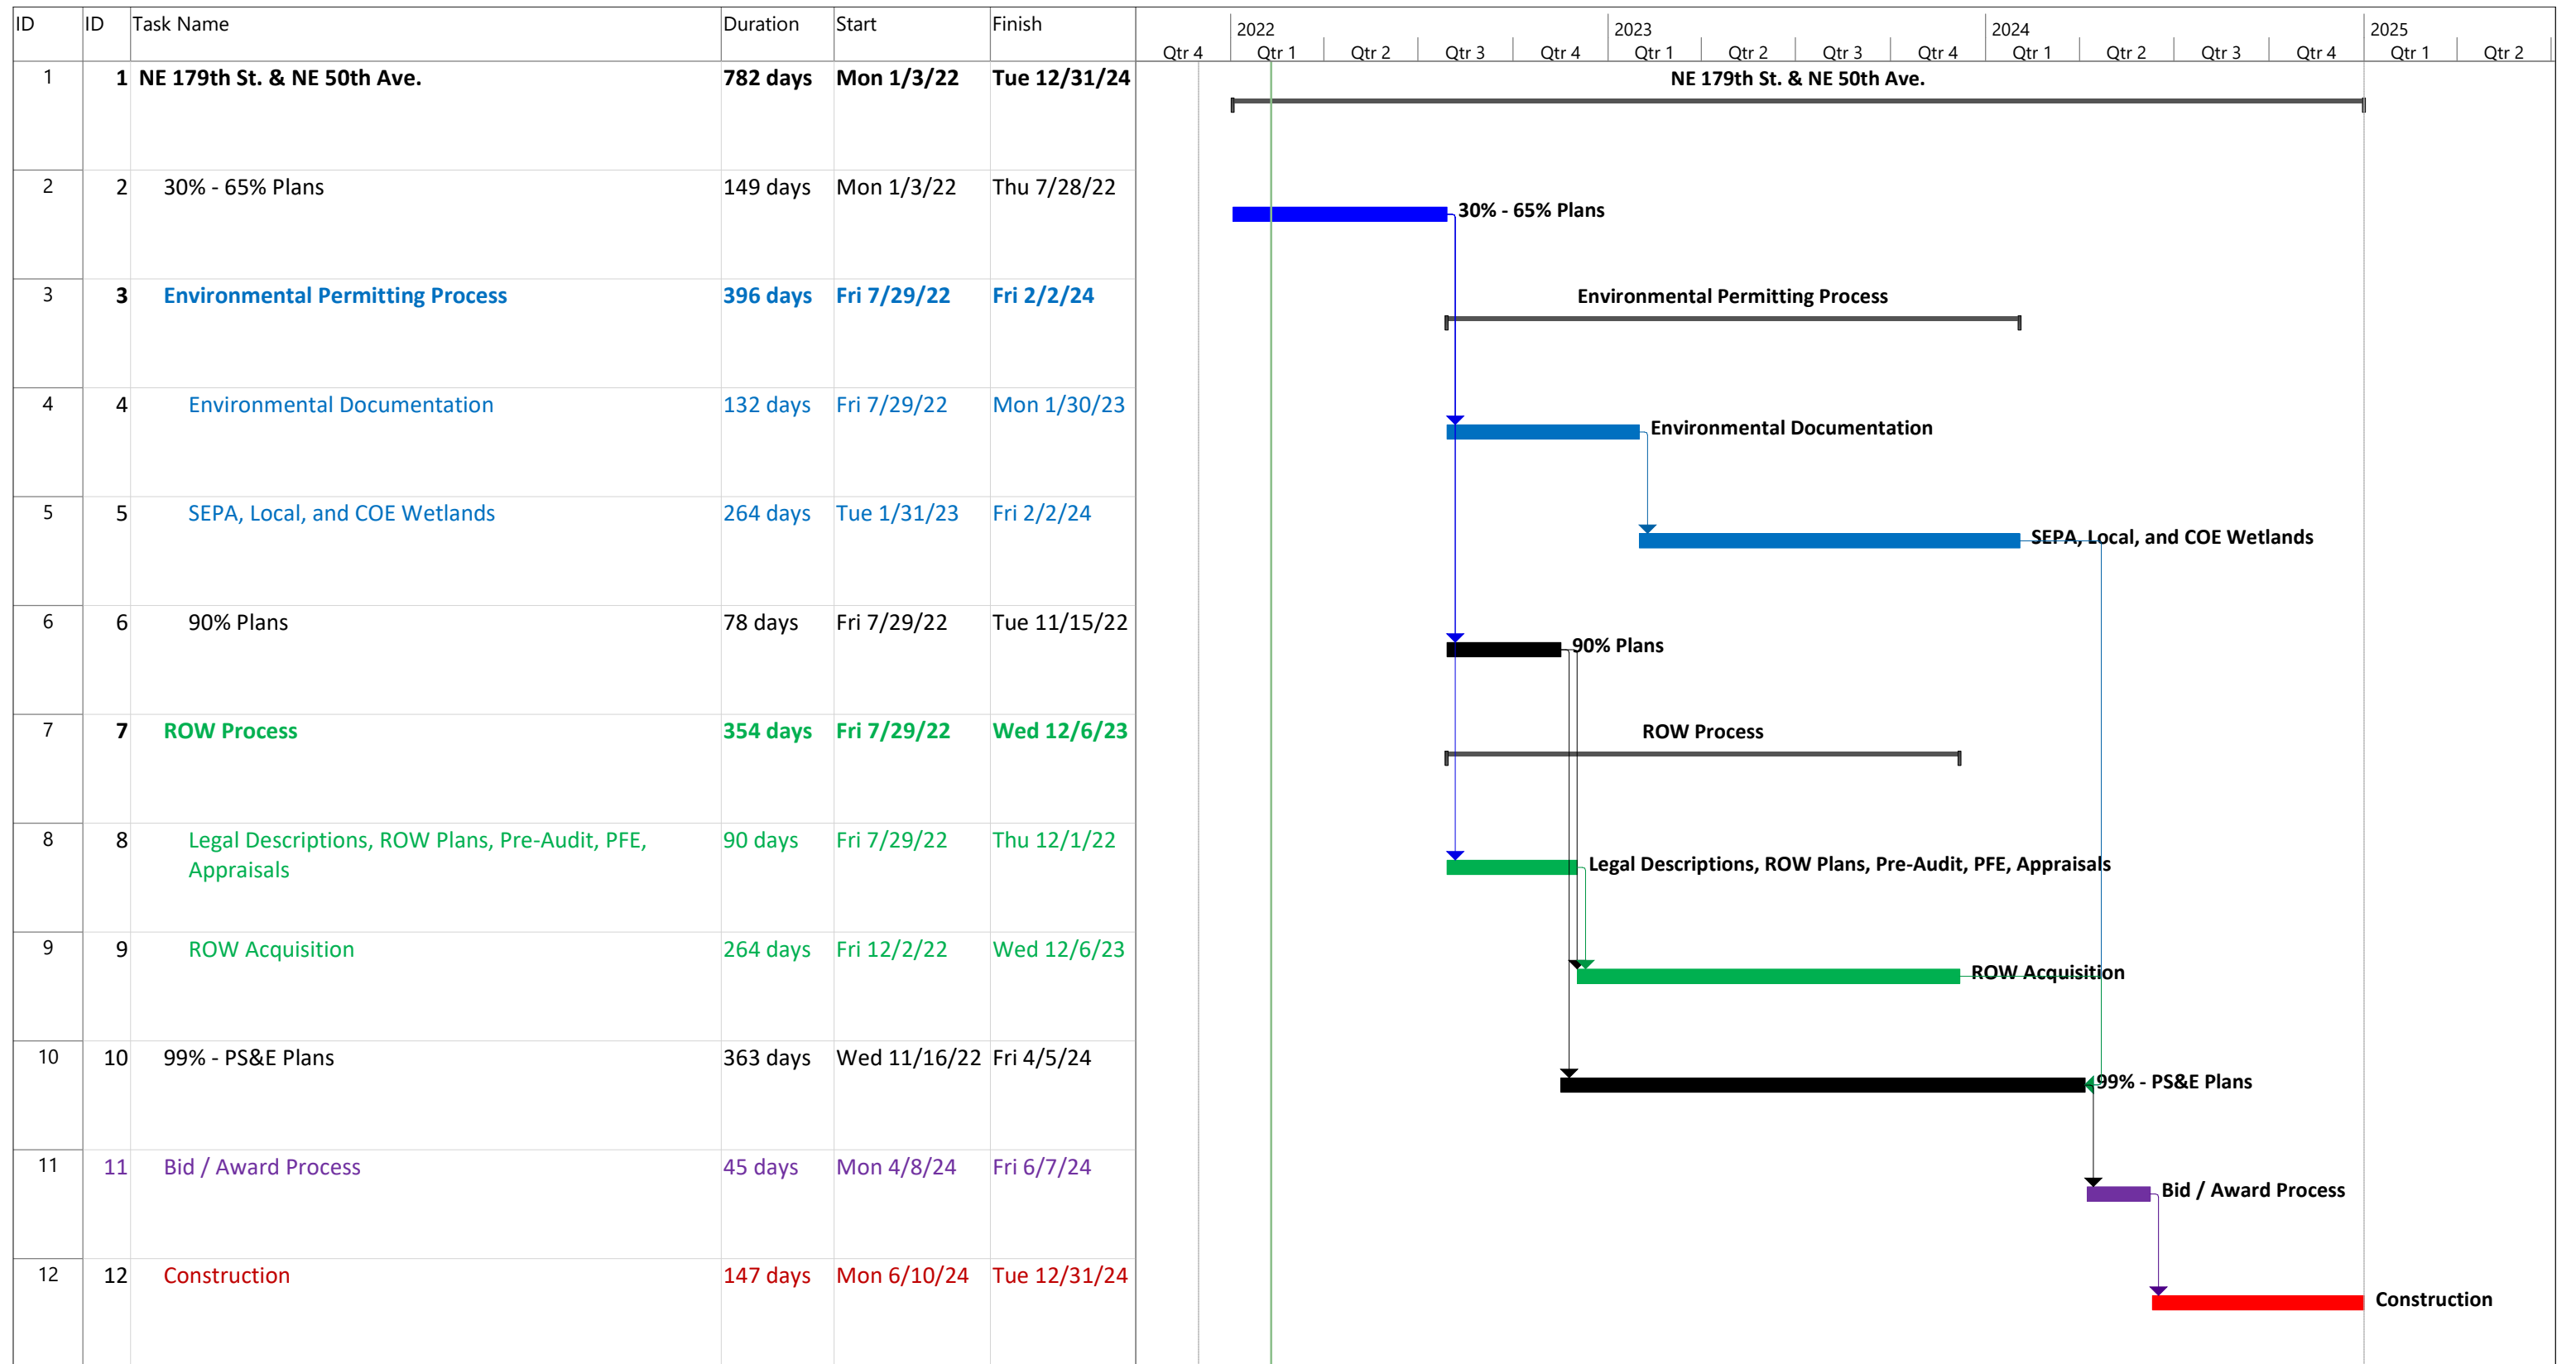 ID ID Task Name Duration Start Finish
2022 2023 2024 2025
Qtr 4 Qtr 1 Qtr 2 Qtr 3 Qtr 4 Qtr 1 Qtr 2 Qtr 3 Qtr 4 Qtr 1 Qtr 2 Qtr 3 Qtr 4 Qtr 1 Qtr 2
1 1 NE 179th St. & NE 50th Ave. 782 days Mon 1/3/22 Tue 12/31/24 NE 179th St. & NE 50th Ave.
2 2 30% - 65% Plans 149 days Mon 1/3/22 Thu 7/28/22
30% - 65% Plans
3 3 Environmental Permitting Process 396 days Fri 7/29/22 Fri 2/2/24 Environmental Permitting Process
4 4 Environmental Documentation 132 days Fri 7/29/22 Mon 1/30/23
Environmental Documentation
5 5 SEPA, Local, and COE Wetlands 264 days Tue 1/31/23 Fri 2/2/24
SEPA, Local, and COE Wetlands
6 6 90% Plans 78 days Fri 7/29/22 Tue 11/15/22
90% Plans
7 7 ROW Process 354 days Fri 7/29/22 Wed 12/6/23 ROW Process
8 8 Legal Descriptions, ROW Plans, Pre-Audit, PFE, 90 days Fri 7/29/22 Thu 12/1/22
Appraisals
Legal Descriptions, ROW Plans, Pre-Audit, PFE, Appraisals
9 9 ROW Acquisition 264 days Fri 12/2/22 Wed 12/6/23
ROW Acquisition
10 10 99% - PS&E Plans 363 days Wed 11/16/22 Fri 4/5/24
99% - PS&E Plans
11 11 Bid / Award Process 45 days Mon 4/8/24 Fri 6/7/24
Bid / Award Process
12 12 Construction 147 days Mon 6/10/24 Tue 12/31/24
Construction